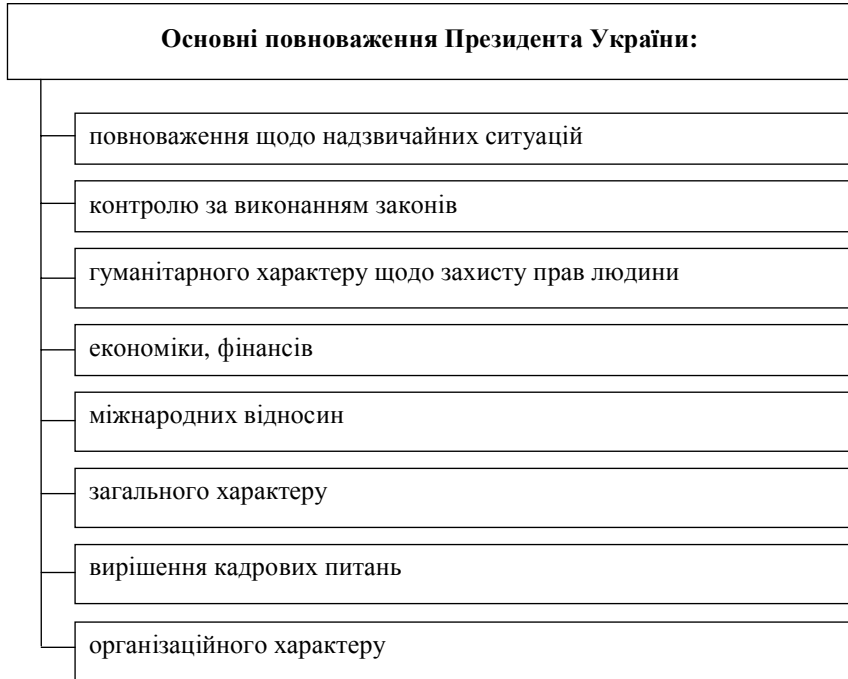 Основні повноваження Президента України:
повноваження щодо надзвичайних ситуацій
контролю за виконанням законів
гуманітарного характеру щодо захисту прав людини
економіки, фінансів
міжнародних відносин
загального характеру
вирішення кадрових питань
організаційного характеру